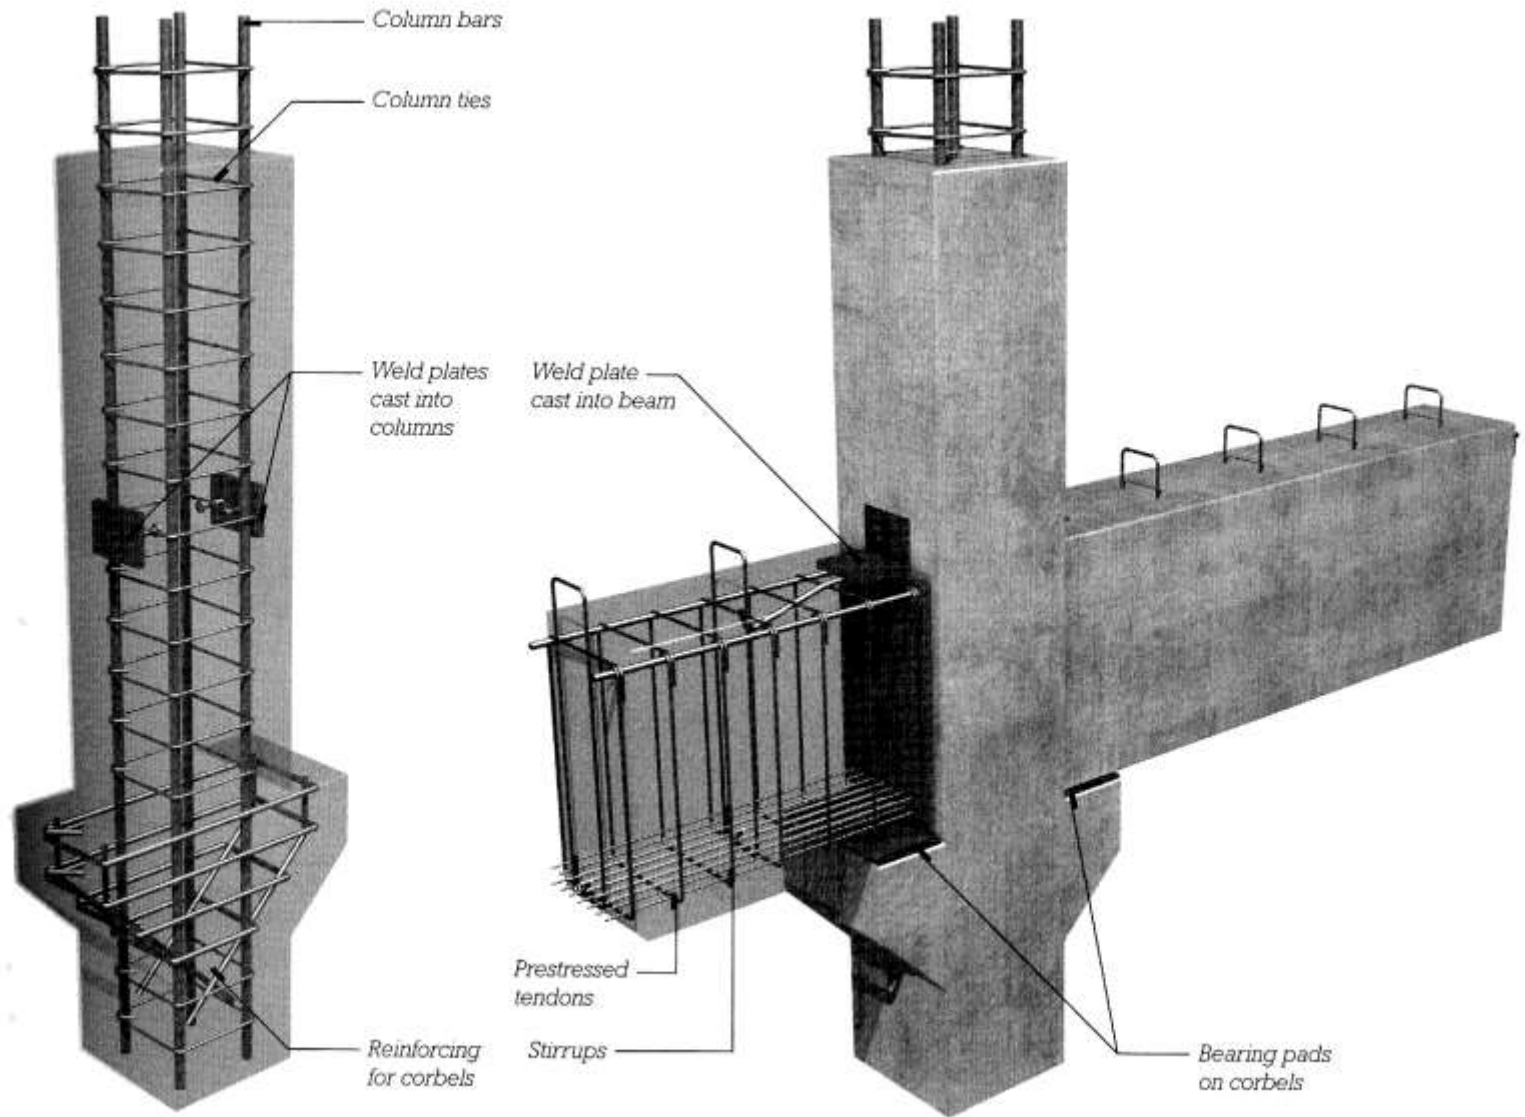 Column bars
Column ties
Weld plates
cast into
columns
Weld plate
cast into beam
Prestressed
tendons
Stirrups
Reinforcing
for corbels
Bearing pads
on corbels